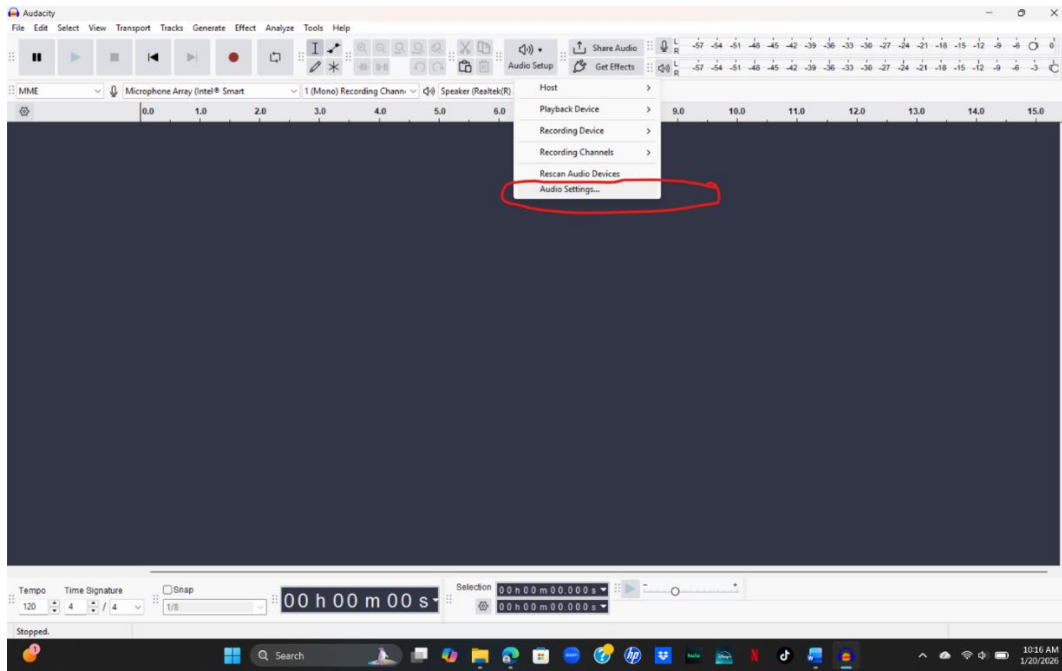 Audacity
File Edit Select View Transport Tracks Generate Effect Analyze Tools Help
Audio Setup
Share Audio
Get Effects
L
R
-57 -54 -51 -48 -45 -42 -39 -36 -33 -30 -27 -24 -21 -18 -15 -12 -9 -6 0
L
R
-57 -54 -51 -48 -45 -42 -39 -36 -33 -30 -27 -24 -21 -18 -15 -12 -9 -6 -3
MME
Microphone Array (Intel® Smart
1 (Mono) Recording Chann
Speaker (Realtek(R)
0.0 1.0 2.0 3.0 4.0 5.0 6.0 9.0 10.0 11.0 12.0 13.0 14.0 15.0
Host
Playback Device
Recording Device
Recording Channels
Rescan Audio Devices
Audio Settings...
Tempo
120
Time Signature
4 / 4
Snap
1/8
00 h 00 m 00 s
Selection
00 h 00 m 00.000 s
00 h 00 m 00.000 s
Stopped.
1
Search
hp
10:16 AM
1/20/2026